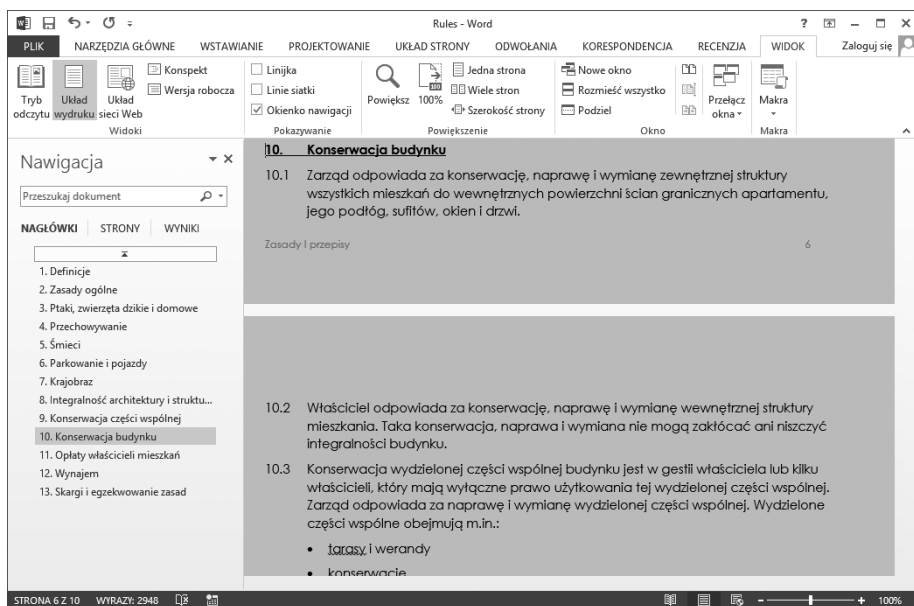 Rules - Word
PLIK NARZĘDZIA GŁÓWNE WSTAWIANIE PROJEKTOWANIE UKŁAD STRONY ODWOŁANIA KORESPONDENCJA RECENZJA WIDOK Zaloguj się
Tryb odczytu
Układ wydruku
Układ sieci Web
Konspekt
Wersja robocza
Widoki
Linijka
Linie siatki
Okienko nawigacji
Pokazywanie
Powiększ
100%
Jedna strona
Wiele stron
Szerokość strony
Powiększenie
Nowe okno
Rozmieść wszystko
Podziel
Przełącz okna
Okno
Makra
Makra
Nawigacja
Przeszukaj dokument
NAGŁÓWKI STRONY WYNIKI
1. Definicje
2. Zasady ogólne
3. Ptaki, zwierzęta dzikie i domowe
4. Przechowywanie
5. Śmieci
6. Parkowanie i pojazdy
7. Krajobraz
8. Integralność architektury i struktu...
9. Konserwacja części wspólnej
10. Konserwacja budynku
11. Opłaty właścicieli mieszkań
12. Wynajem
13. Skargi i egzekwowanie zasad
10. Konserwacja budynku
10.1 Zarząd odpowiada za konserwację, naprawę i wymianę zewnętrznej struktury
wszystkich mieszkań do wewnętrznych powierzchni ścian granicznych apartamentu,
jego podłóg, sufitów, okien i drzwi.
Zasady I przepisy 6
10.2 Właściciel odpowiada za konserwację, naprawę i wymianę wewnętrznej struktury
mieszkania. Taka konserwacja, naprawa i wymiana nie mogą zakłócać ani niszczyć
integralności budynku.
10.3 Konserwacja wydzielonej części wspólnej budynku jest w gestii właściciela lub kilku
właścicieli, który mają wyłączne prawo użytkowania tej wydzielonej części wspólnej.
Zarząd odpowiada za naprawę i wymianę wydzielonej części wspólnej. Wydzielone
części wspólne obejmują m.in.:
• tarasy i werandy
• konserwację
STRONA 6 Z 10 WYRAZY: 2948 100%